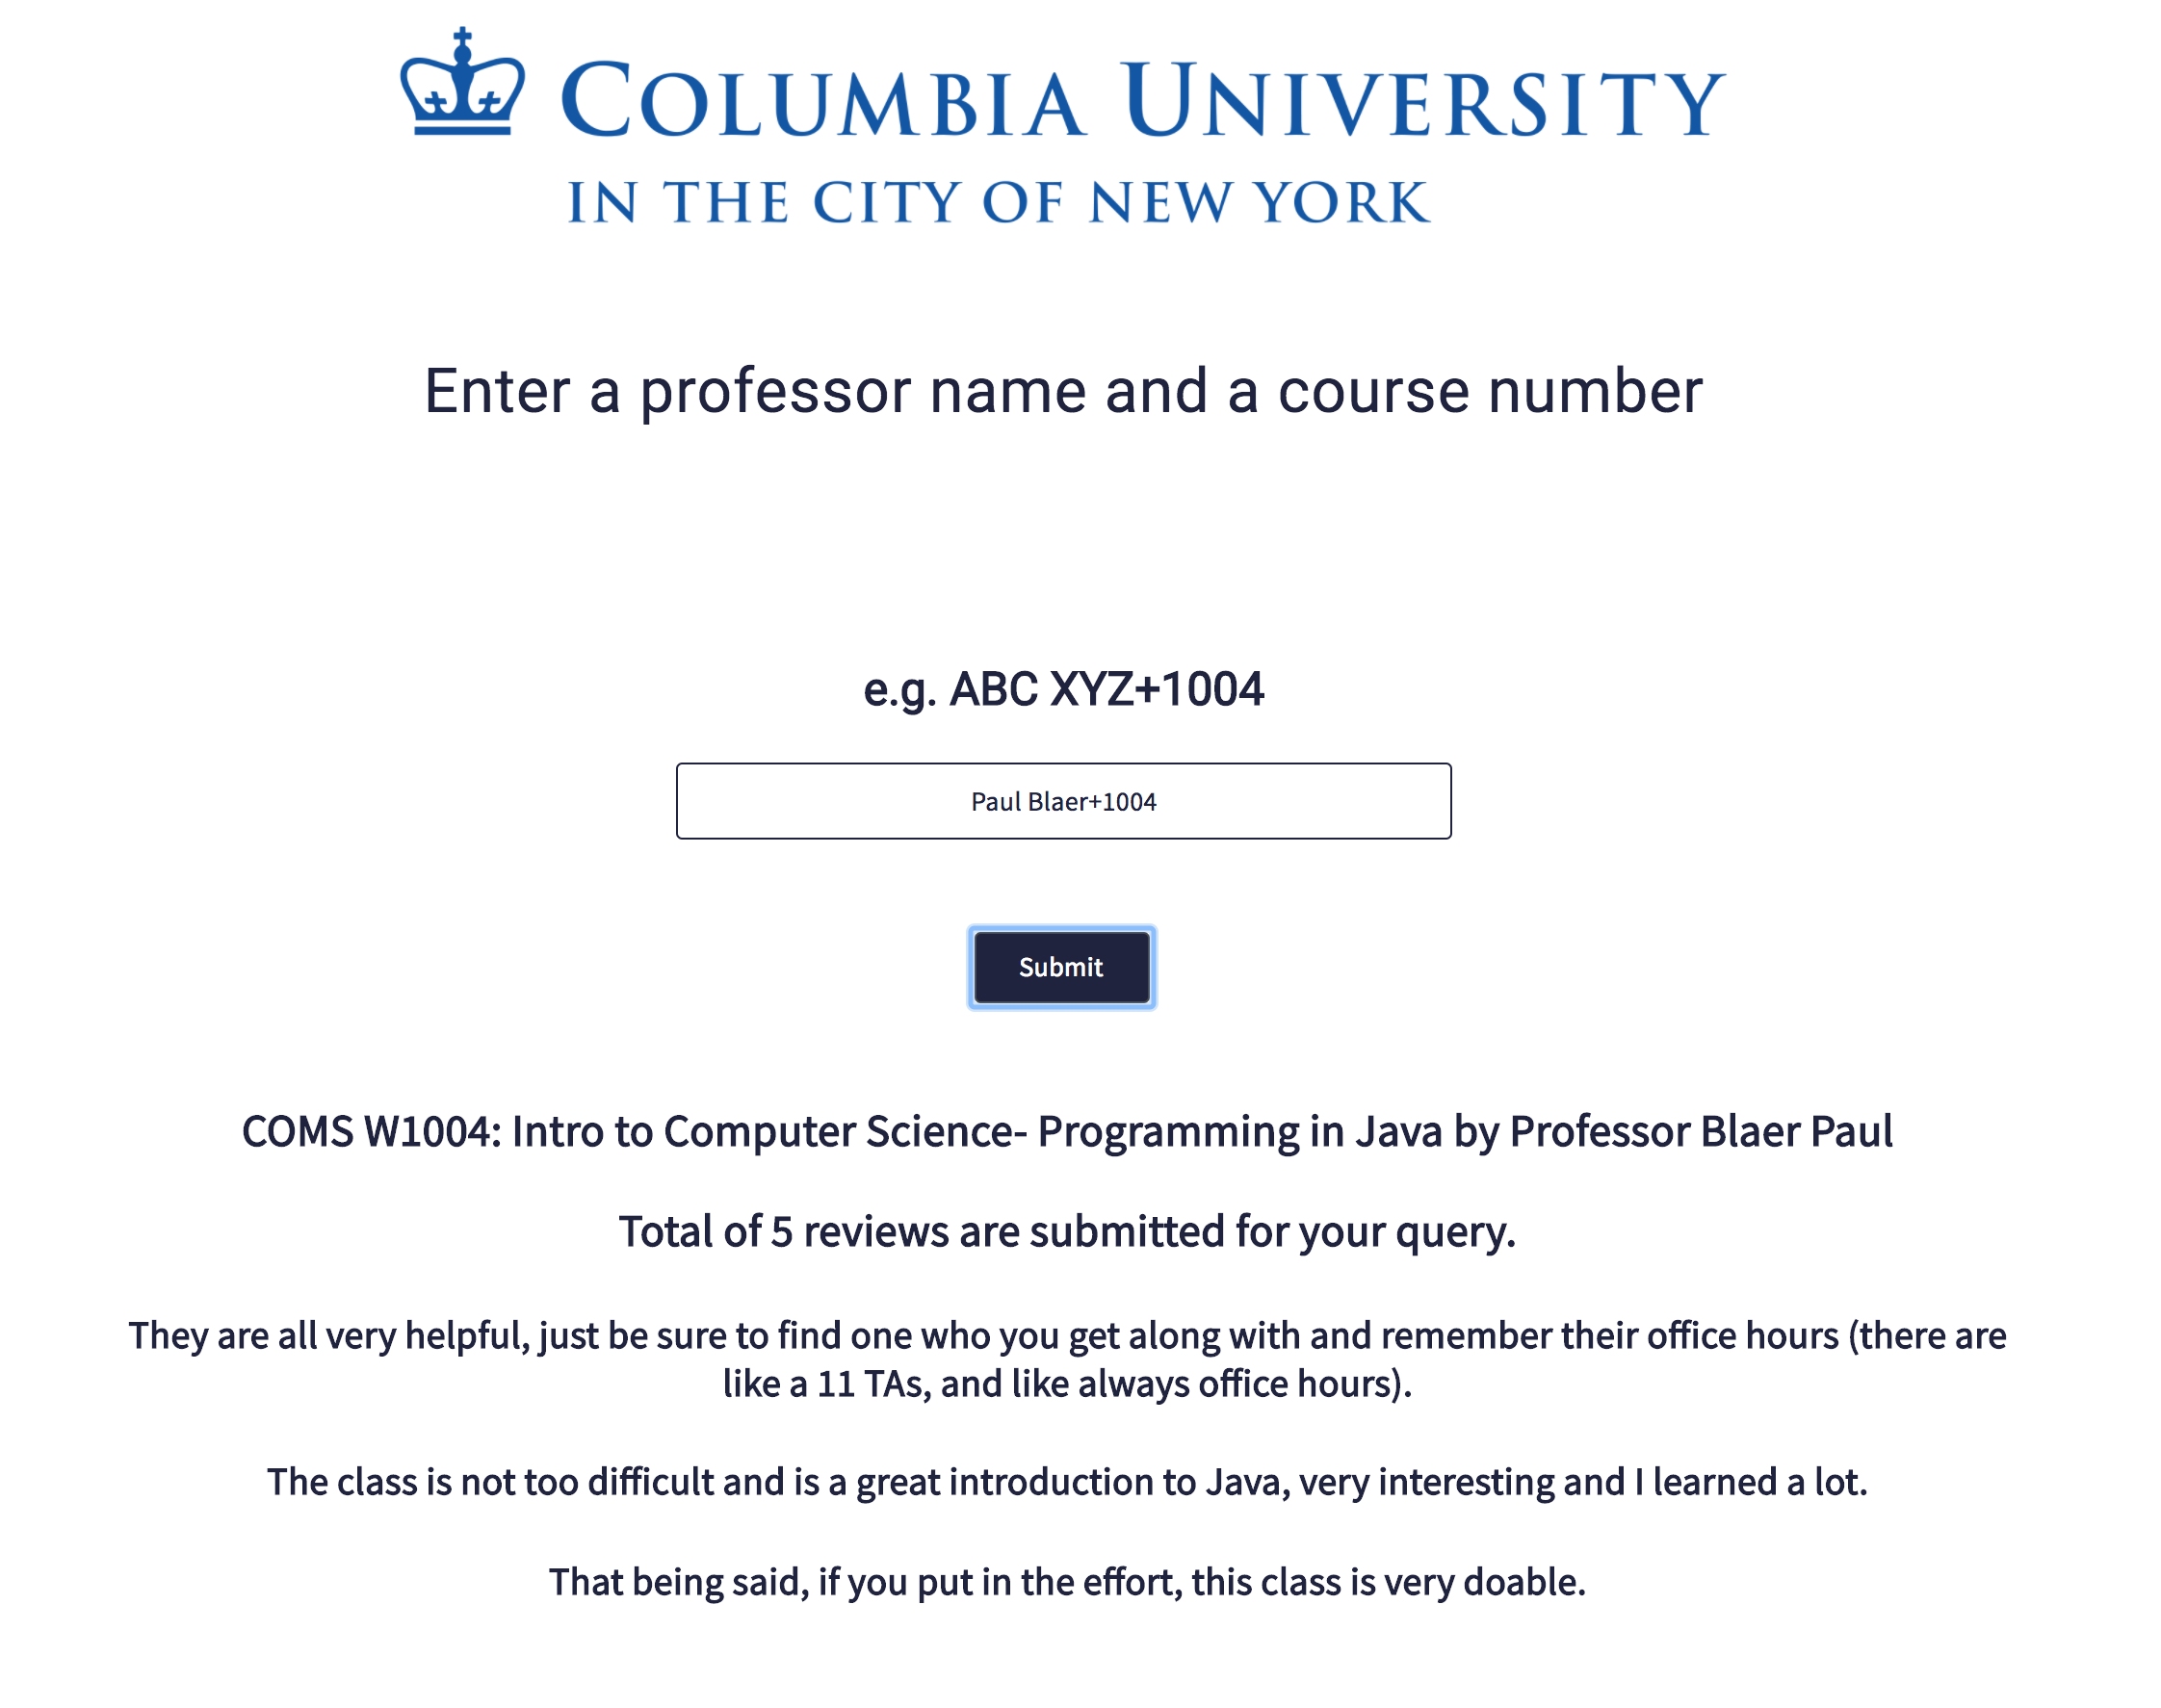 COLUMBIA UNIVERSITY
IN THE CITY OF NEW YORK
Enter a professor name and a course number
e.g. ABC XYZ+1004
Paul Blaer+1004
Submit
COMS W1004: Intro to Computer Science- Programming in Java by Professor Blaer Paul
Total of 5 reviews are submitted for your query.
They are all very helpful, just be sure to find one who you get along with and remember their office hours (there are
like a 11 TAs, and like always office hours).
The class is not too difficult and is a great introduction to Java, very interesting and I learned a lot.
That being said, if you put in the effort, this class is very doable.